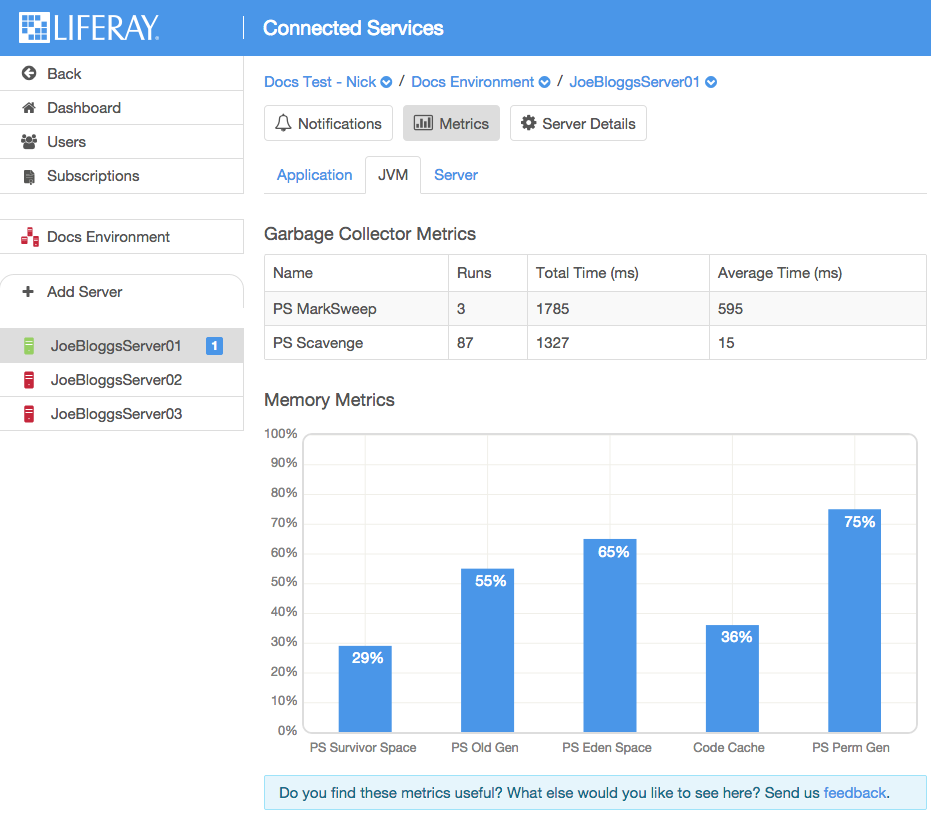 LIFERAY. Connected Services
Back
Dashboard
Users
Subscriptions
Docs Environment
Add Server
JoeBloggsServer01 1
JoeBloggsServer02
JoeBloggsServer03
Docs Test - Nick / Docs Environment / JoeBloggsServer01
Notifications Metrics Server Details
Application JVM Server
Garbage Collector Metrics
Name Runs Total Time (ms) Average Time (ms)
PS MarkSweep 3 1785 595
PS Scavenge 87 1327 15
Memory Metrics
100%
90%
80%
70%
60%
50%
40%
30%
20%
10%
0%
29%
55%
65%
36%
75%
PS Survivor Space PS Old Gen PS Eden Space Code Cache PS Perm Gen
Do you find these metrics useful? What else would you like to see here? Send us feedback.